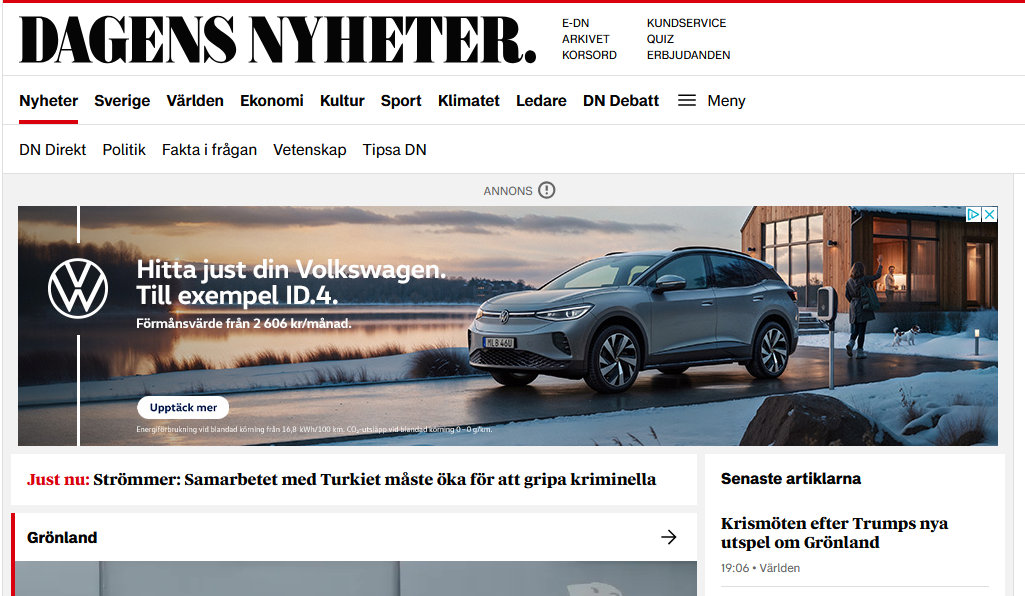 DAGENS NYHETER.
E-DN
ARKIVET
KORSORD
KUNDSERVICE
QUIZ
ERBJUDANDEN
Nyheter Sverige Världen Ekonomi Kultur Sport Klimatet Ledare DN Debatt Meny
DN Direkt Politik Fakta i frågan Vetenskap Tipsa DN
ANNONS
Hitta just din Volkswagen.
Till exempel ID.4.
Förmånsvärde från 2 606 kr/månad.
MLB 46U
Upptäck mer
Energiförbrukning vid blandad körning från 16,8 kWh/100 km. CO₂-utsläpp vid blandad körning 0–0 g/km.
Just nu: Strömmer: Samarbetet med Turkiet måste öka för att gripa kriminella
Grönland
Senaste artiklarna
Krismöten efter Trumps nya
utspel om Grönland
19:06 • Världen